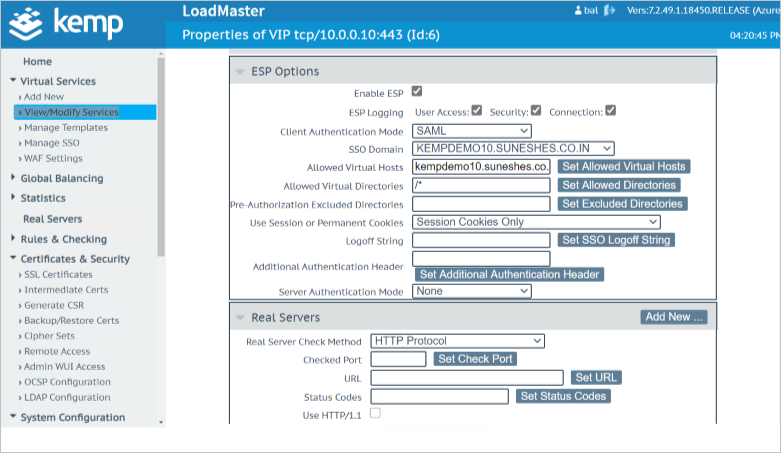 kemp
LoadMaster
bal Vers:7.2.49.1.18450.RELEASE (Azure
Properties of VIP tcp/10.0.0.10:443 (Id:6)
04:20:45 PM
Home
Virtual Services
Add New
View/Modify Services
Manage Templates
Manage SSO
WAF Settings
Global Balancing
Statistics
Real Servers
Rules & Checking
Certificates & Security
SSL Certificates
Intermediate Certs
Generate CSR
Backup/Restore Certs
Cipher Sets
Remote Access
Admin WUI Access
OCSP Configuration
LDAP Configuration
System Configuration
ESP Options
Enable ESP
ESP Logging User Access: Security: Connection:
Client Authentication Mode SAML
SSO Domain KEMPDEMO10.SUNESHES.CO.IN
Allowed Virtual Hosts kempdemo10.suneshes.co. Set Allowed Virtual Hosts
Allowed Virtual Directories /* Set Allowed Directories
Pre-Authorization Excluded Directories Set Excluded Directories
Use Session or Permanent Cookies Session Cookies Only
Logoff String Set SSO Logoff String
Additional Authentication Header
Set Additional Authentication Header
Server Authentication Mode None
Real Servers Add New ...
Real Server Check Method HTTP Protocol
Checked Port Set Check Port
URL Set URL
Status Codes Set Status Codes
Use HTTP/1.1